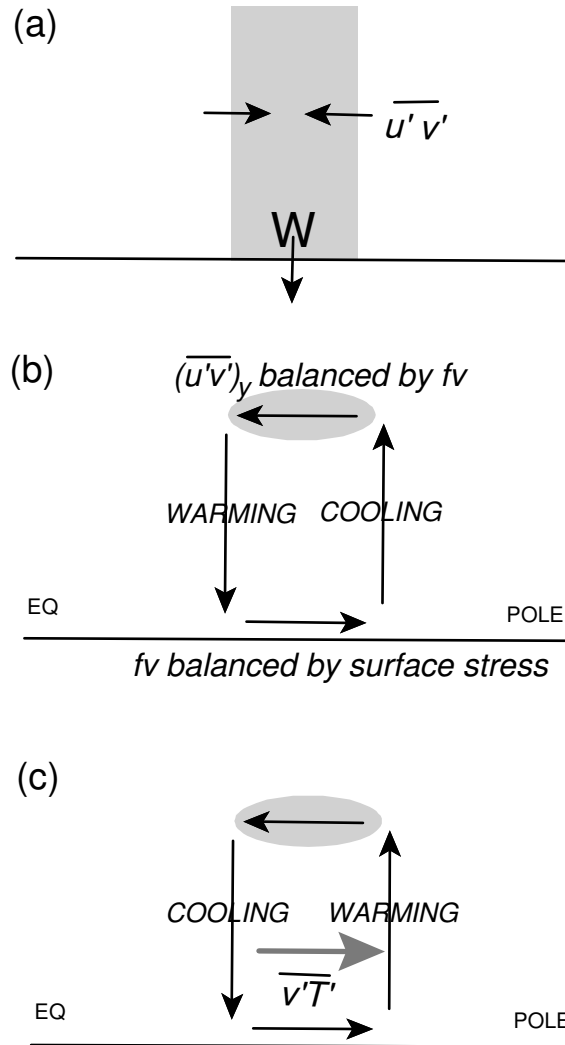 (a)
u' v'
W
(b)
(u'v')y balanced by fv
WARMING COOLING
EQ
POLE
fv balanced by surface stress
(c)
COOLING WARMING
v'T'
EQ
POLE